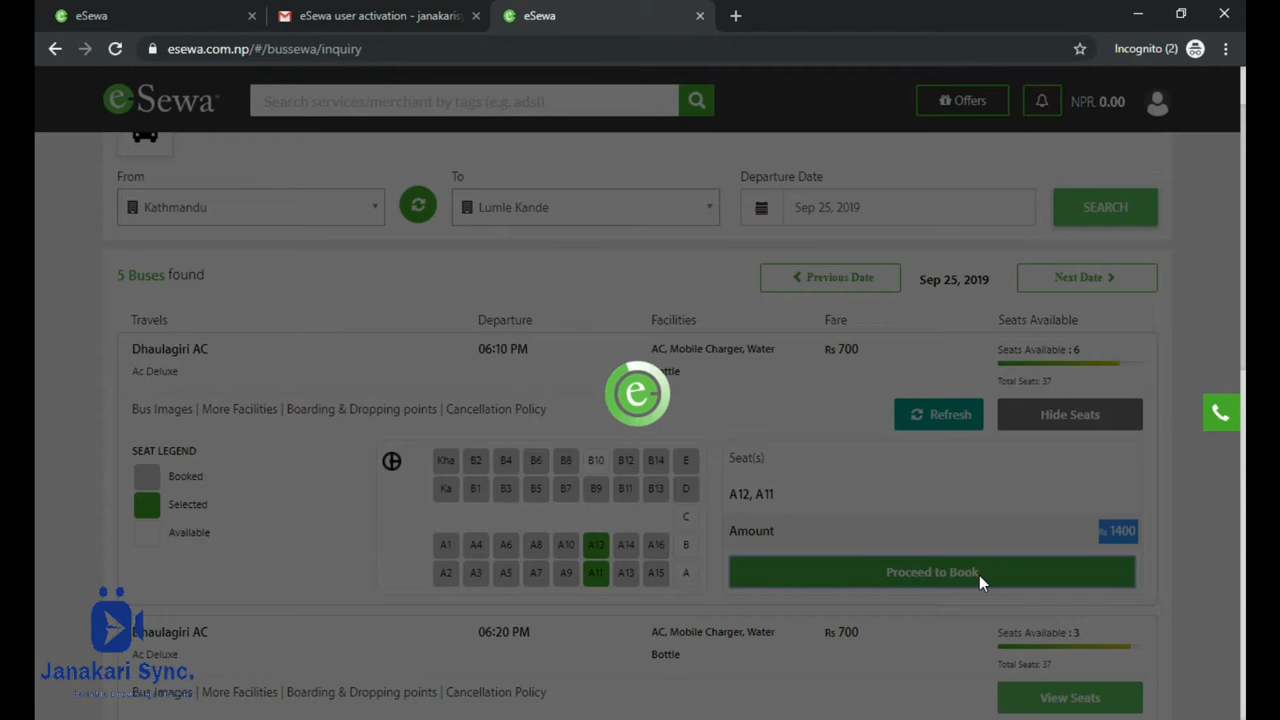 eSewa
eSewa user activation - janakaris
eSewa
esewa.com.np/#/bussewa/inquiry
Incognito (2)
e-Sewa
Search services/merchant by tags (e.g. adsl)
Offers
NPR. 0.00
From
To
Departure Date
Kathmandu
Lumle Kande
Sep 25, 2019
SEARCH
5 Buses found
Previous Date
Sep 25, 2019
Next Date
Travels Departure Facilities Fare Seats Available
Dhaulagiri AC 06:10 PM AC, Mobile Charger, Water Rs 700 Seats Available : 6
Ac Deluxe
Total Seats: 37
Bus Images | More Facilities | Boarding & Dropping points | Cancellation Policy
Refresh
Hide Seats
SEAT LEGEND
Booked
Selected
Available
Kha B2 B4 B6 B8 B10 B12 B14 E
Ka B1 B3 B5 B7 B9 B11 B13 D
C
A1 A4 A6 A8 A10 A12 A14 A16 B
A2 A3 A5 A7 A9 A11 A13 A15 A
Seat(s)
A12, A11
Amount
Rs 1400
Proceed to Book
Dhaulagiri AC 06:20 PM AC, Mobile Charger, Water Rs 700 Seats Available : 3
Ac Deluxe Bottle
Total Seats: 37
Bus Images | More Facilities | Boarding & Dropping points | Cancellation Policy
View Seats
Janakari Sync.